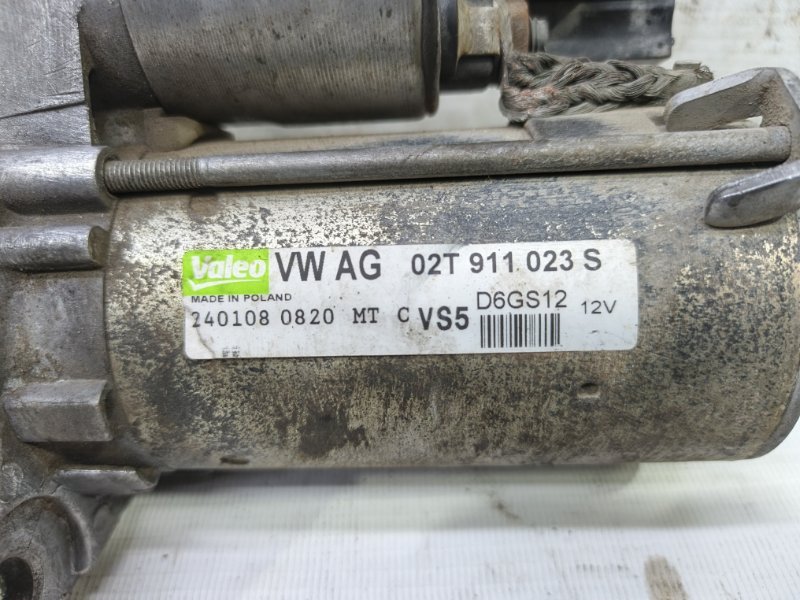 Valeo VW AG 02T 911 023 S
MADE IN POLAND
240108 0820 MT C VS5 D6GS12 12V